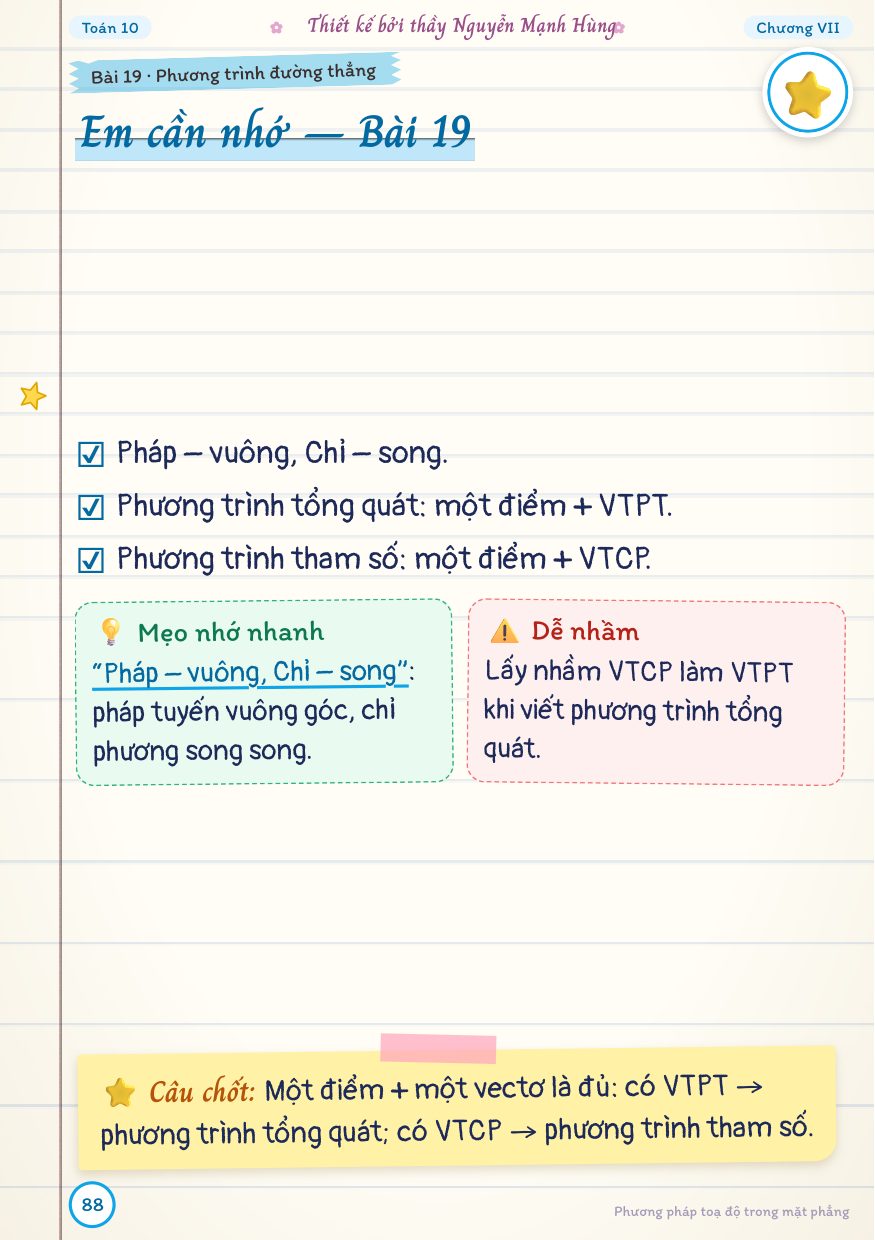 Toán 10
Thiết kế bởi thầy Nguyễn Mạnh Hùng
Chương VII
Bài 19 · Phương trình đường thẳng
Em cần nhớ — Bài 19
Pháp – vuông, Chỉ – song.
Phương trình tổng quát: một điểm + VTPT.
Phương trình tham số: một điểm + VTCP.
Mẹo nhớ nhanh
“Pháp – vuông, Chỉ – song”:
pháp tuyến vuông góc, chỉ
phương song song.
Dễ nhầm
Lấy nhầm VTCP làm VTPT
khi viết phương trình tổng
quát.
Câu chốt: Một điểm + một vectơ là đủ: có VTPT →
phương trình tổng quát; có VTCP → phương trình tham số.
88
Phương pháp toạ độ trong mặt phẳng